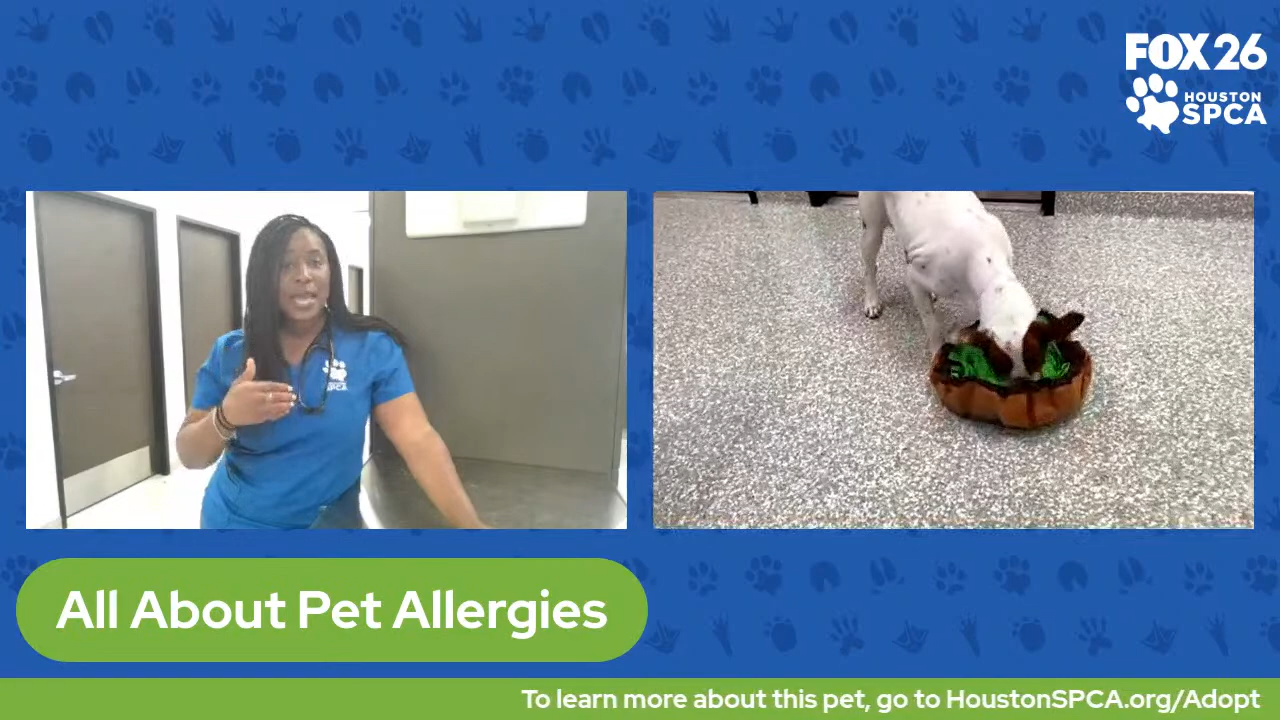 FOX 26
HOUSTON
SPCA
SPCA
All About Pet Allergies
To learn more about this pet, go to HoustonSPCA.org/Adopt